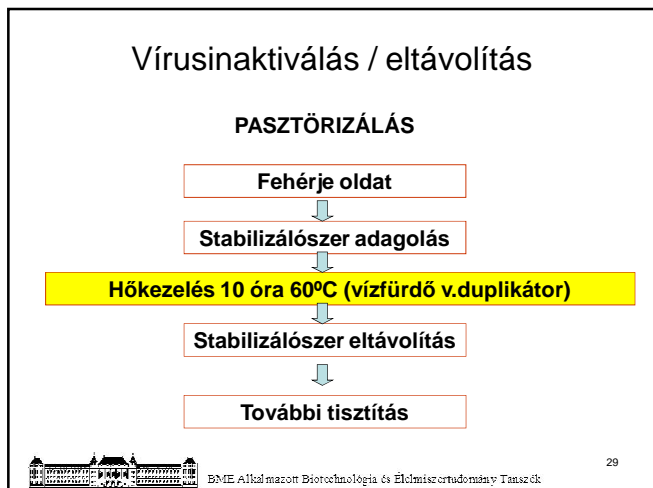 Vírusinaktiválás / eltávolítás
PASZTÖRIZÁLÁS
Fehérje oldat
Stabilizálószer adagolás
Hőkezelés 10 óra 60ºC (vízfürdő v.duplikátor)
Stabilizálószer eltávolítás
További tisztítás
29
BME Alkalmazott Biotechnológia és Élelmiszertudomány Tanszék